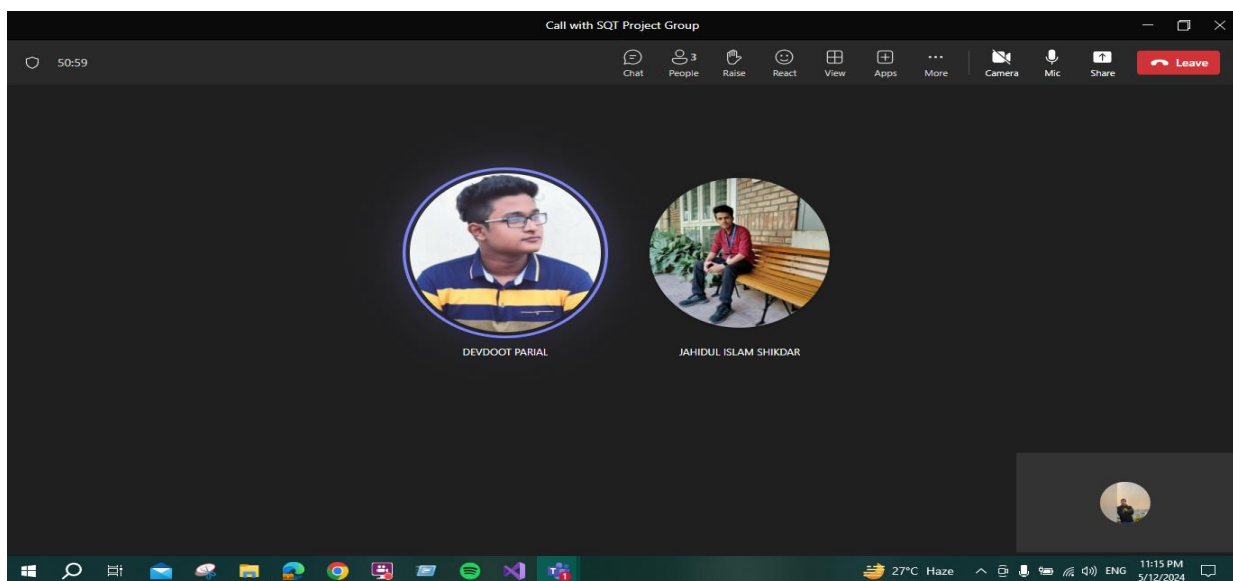 Call with SQT Project Group
50:59
Chat
3
People
Raise
React
View
Apps
More
Camera
Mic
Share
Leave
DEVDOOT PARIAL
JAHIDUL ISLAM SHIKDAR
27°C Haze
ENG
11:15 PM
5/12/2024